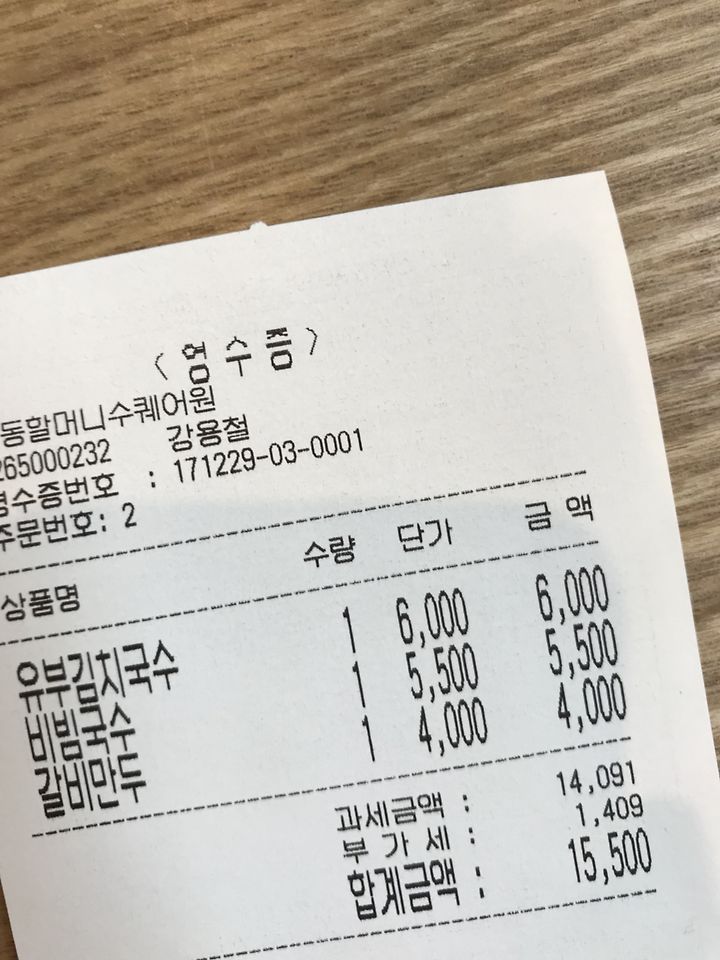 < 영 수 증 >
동할머니수퀘어원
265000232 강용철
영수증번호 : 171229-03-0001
주문번호: 2
상품명 수량 단가 금 액
유부김치국수 1 6,000 6,000
비빔국수 1 5,500 5,500
갈비만두 1 4,000 4,000
과세금액 : 14,091
부 가 세 : 1,409
합계금액 : 15,500